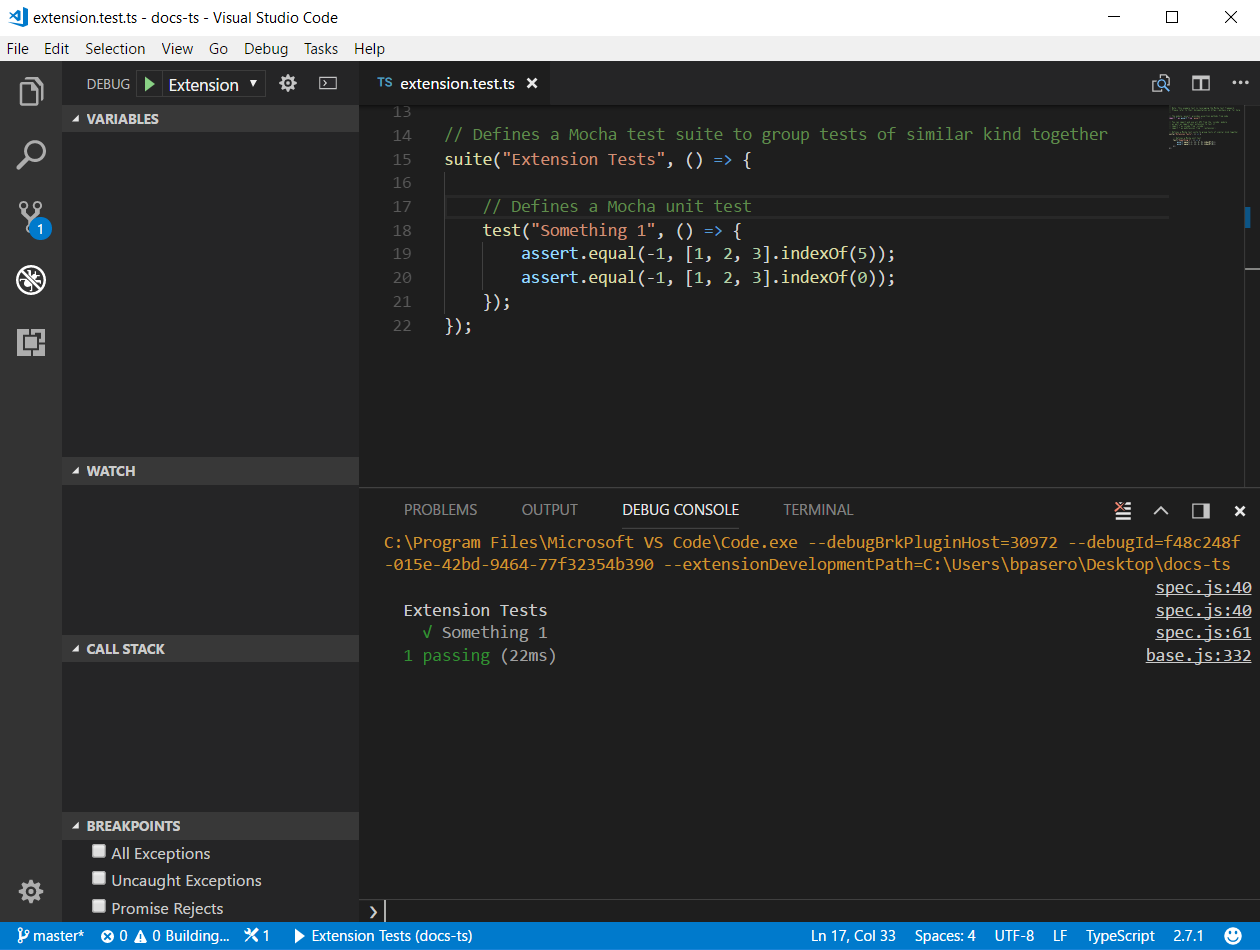 extension.test.ts - docs-ts - Visual Studio Code
File Edit Selection View Go Debug Tasks Help
DEBUG Extension
VARIABLES
WATCH
CALL STACK
BREAKPOINTS
All Exceptions
Uncaught Exceptions
Promise Rejects
1
TS extension.test.ts
13
14 // Defines a Mocha test suite to group tests of similar kind together
15 suite("Extension Tests", () => {
16
17 // Defines a Mocha unit test
18 test("Something 1", () => {
19 assert.equal(-1, [1, 2, 3].indexOf(5));
20 assert.equal(-1, [1, 2, 3].indexOf(0));
21 });
22 });
PROBLEMS OUTPUT DEBUG CONSOLE TERMINAL
C:\Program Files\Microsoft VS Code\Code.exe --debugBrkPluginHost=30972 --debugId=f48c248f
-015e-42bd-9464-77f32354b390 --extensionDevelopmentPath=C:\Users\bpasero\Desktop\docs-ts
spec.js:40
Extension Tests spec.js:40
√ Something 1 spec.js:61
1 passing (22ms) base.js:332
❯
master* 0 0 Building... 1 Extension Tests (docs-ts) Ln 17, Col 33 Spaces: 4 UTF-8 LF TypeScript 2.7.1